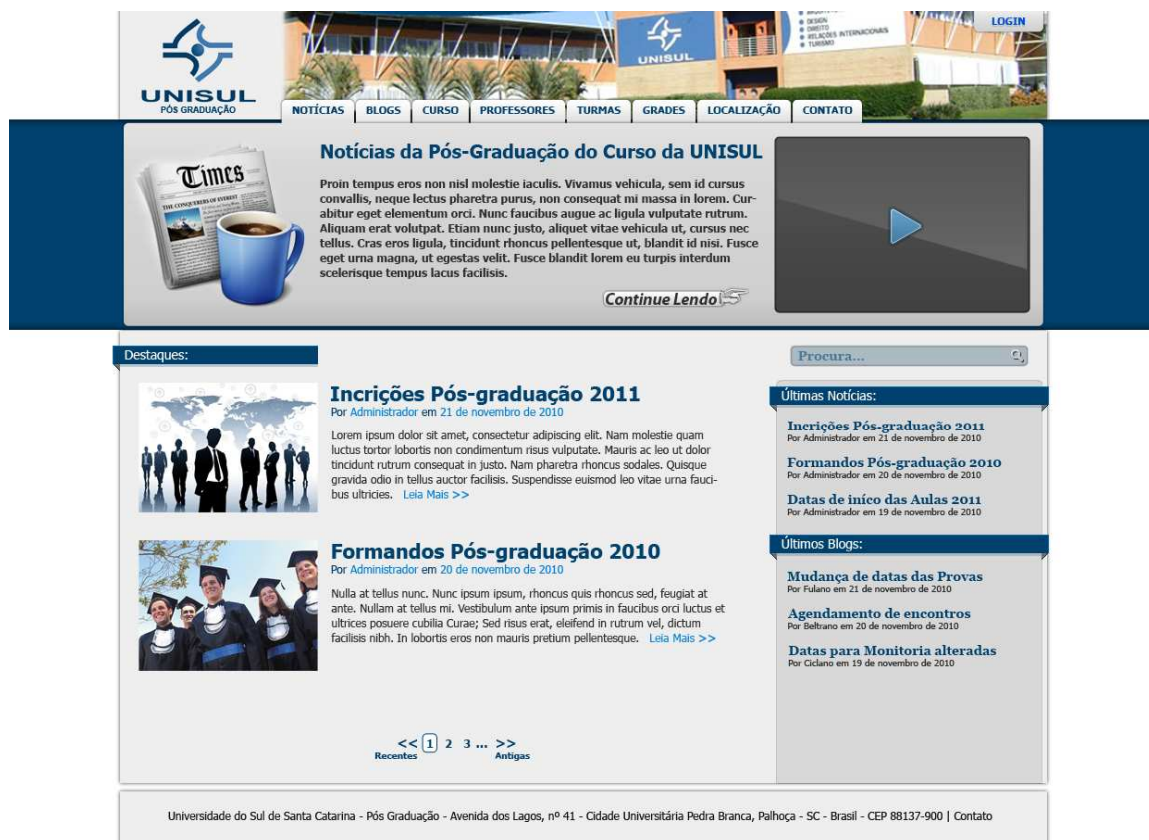 UNISUL
PÓS GRADUAÇÃO
UNISUL
DESIGN
DIREITO
RELAÇÕES INTERNACIONAIS
TURISMO
LOGIN
NOTÍCIAS BLOGS CURSO PROFESSORES TURMAS GRADES LOCALIZAÇÃO CONTATO
Times
THE CONQUERERS OF EVEREST
Notícias da Pós-Graduação do Curso da UNISUL
Proin tempus eros non nisl molestie iaculis. Vivamus vehicula, sem id cursus
convallis, neque lectus pharetra purus, non consequat mi massa in lorem. Cur-
abitur eget elementum orci. Nunc faucibus augue ac ligula vulputate rutrum.
Aliquam erat volutpat. Etiam nunc justo, aliquet vitae vehicula ut, cursus nec
tellus. Cras eros ligula, tincidunt rhoncus pellentesque ut, blandit id nisi. Fusce
eget urna magna, ut egestas velit. Fusce blandit lorem eu turpis interdum
scelerisque tempus lacus facilisis.
Continue Lendo
Destaques:
Incrições Pós-graduação 2011
Por Administrador em 21 de novembro de 2010
Lorem ipsum dolor sit amet, consectetur adipiscing elit. Nam molestie quam
luctus tortor lobortis non condimentum risus vulputate. Mauris ac leo ut dolor
tincidunt rutrum consequat in justo. Nam pharetra rhoncus sodales. Quisque
gravida odio in tellus auctor facilisis. Suspendisse euismod leo vitae urna fauci-
bus ultricies. Leia Mais >>
Formandos Pós-graduação 2010
Por Administrador em 20 de novembro de 2010
Nulla at tellus nunc. Nunc ipsum ipsum, rhoncus quis rhoncus sed, feugiat at
ante. Nullam at tellus mi. Vestibulum ante ipsum primis in faucibus orci luctus et
ultrices posuere cubilia Curae; Sed risus erat, eleifend in rutrum vel, dictum
facilisis nibh. In lobortis eros non mauris pretium pellentesque. Leia Mais >>
<< 1 2 3 ... >>
Recentes Antigas
Procura...
Últimas Notícias:
Incrições Pós-graduação 2011
Por Administrador em 21 de novembro de 2010
Formandos Pós-graduação 2010
Por Administrador em 20 de novembro de 2010
Datas de iníco das Aulas 2011
Por Administrador em 19 de novembro de 2010
Últimos Blogs:
Mudança de datas das Provas
Por Fulano em 21 de novembro de 2010
Agendamento de encontros
Por Beltrano em 20 de novembro de 2010
Datas para Monitoria alteradas
Por Ciclano em 19 de novembro de 2010
Universidade do Sul de Santa Catarina - Pós Graduação - Avenida dos Lagos, nº 41 - Cidade Universitária Pedra Branca, Palhoça - SC - Brasil - CEP 88137-900 | Contato